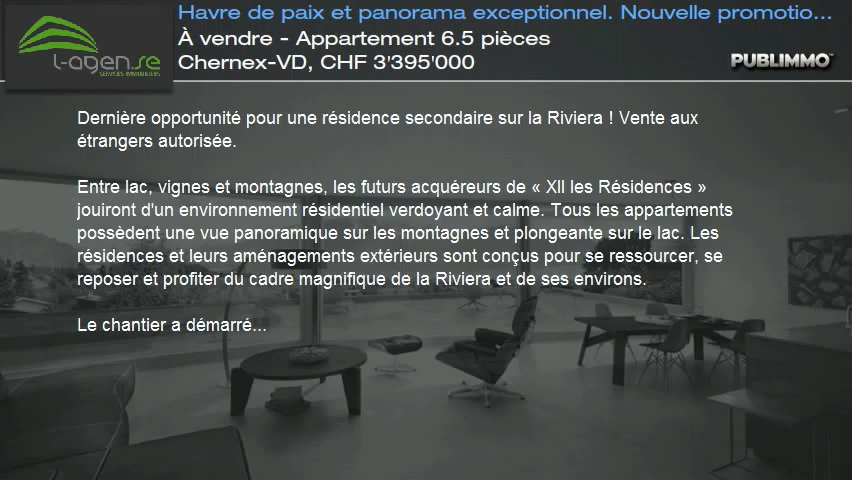 Havre de paix et panorama exceptionnel. Nouvelle promotio...
À vendre - Appartement 6.5 pièces
Chernex-VD, CHF 3'395'000
l-agence
SERVICES IMMOBILIERS
PUBLIMMO
Dernière opportunité pour une résidence secondaire sur la Riviera ! Vente aux
étrangers autorisée.
Entre lac, vignes et montagnes, les futurs acquéreurs de « XII les Résidences »
jouiront d'un environnement résidentiel verdoyant et calme. Tous les appartements
possèdent une vue panoramique sur les montagnes et plongeante sur le lac. Les
résidences et leurs aménagements extérieurs sont conçus pour se ressourcer, se
reposer et profiter du cadre magnifique de la Riviera et de ses environs.
Le chantier a démarré...